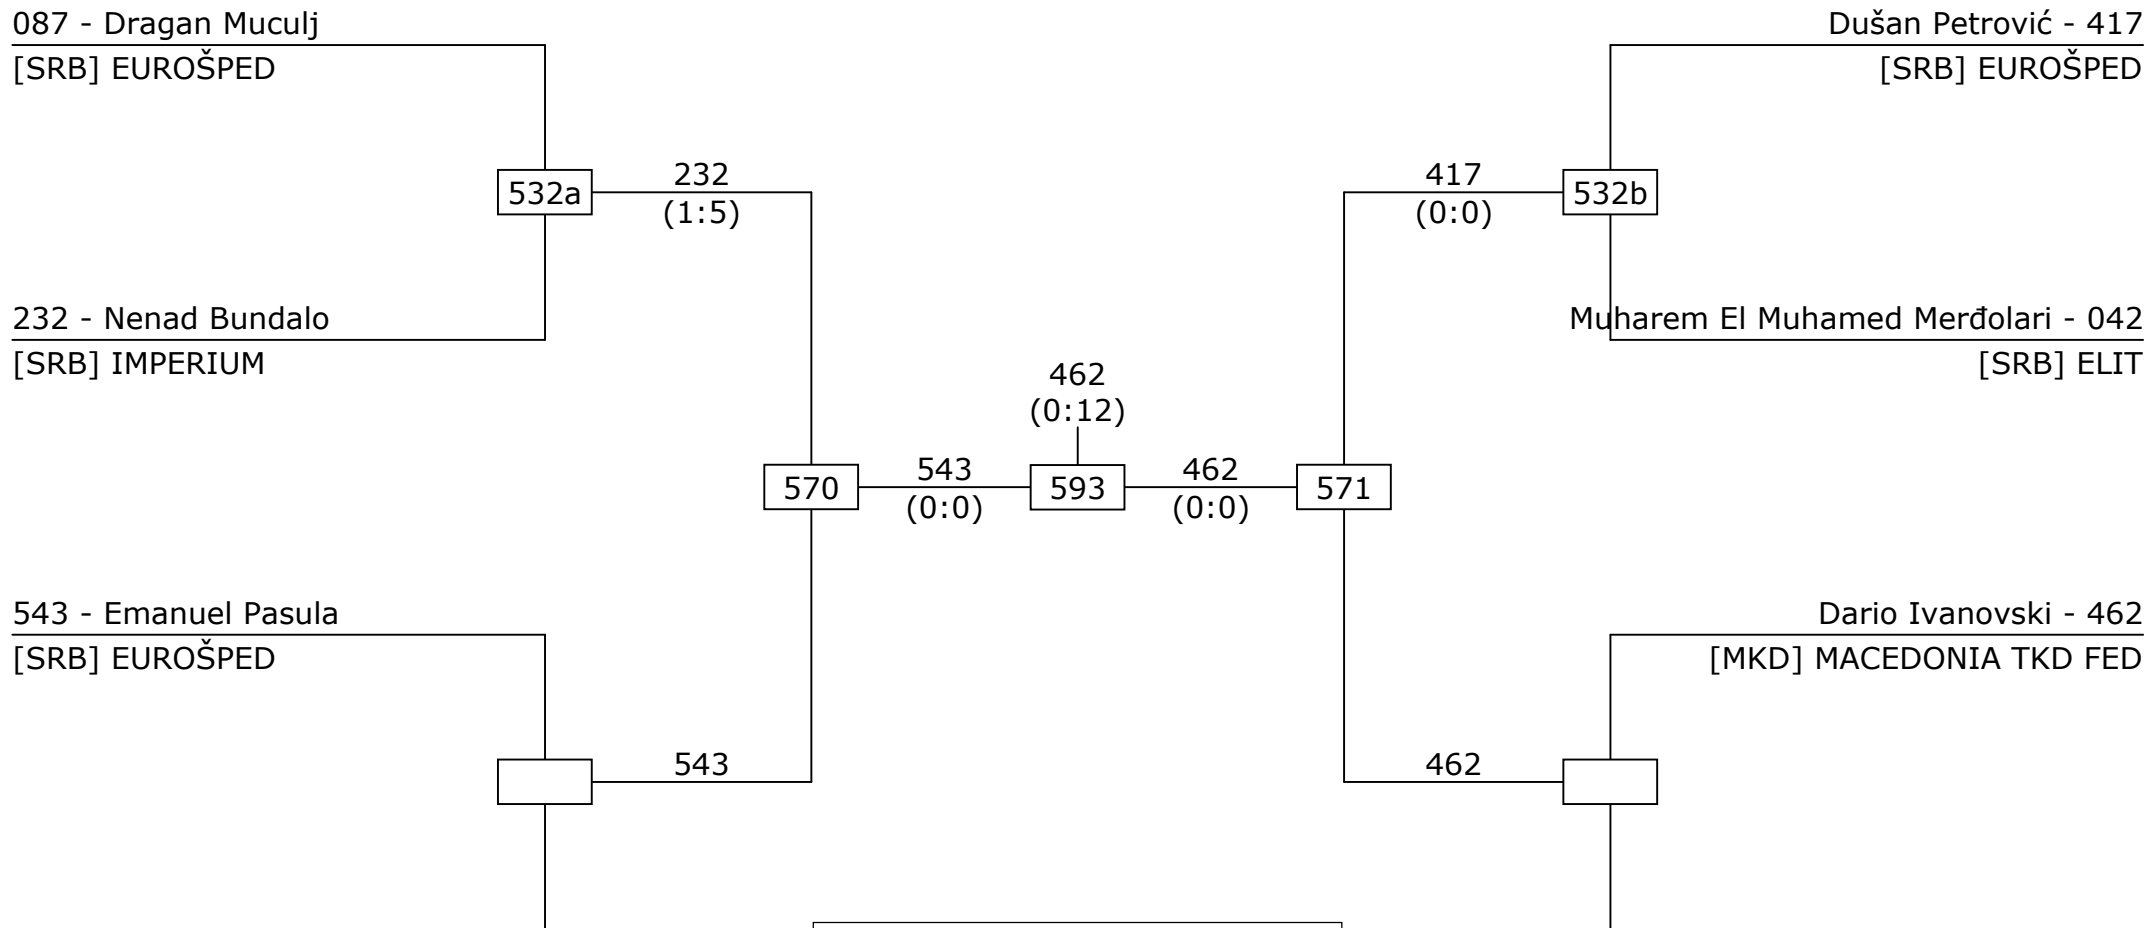 087 - Dragan Muculj
[SRB] EUROŠPED
Dušan Petrović - 417
[SRB] EUROŠPED
532a
232
(1:5)
417
(0:0)
532b
232 - Nenad Bundalo
[SRB] IMPERIUM
Muharem El Muhamed Merđolari - 042
[SRB] ELIT
462
(0:12)
570
543
(0:0)
593
462
(0:0)
571
543 - Emanuel Pasula
[SRB] EUROŠPED
Dario Ivanovski - 462
[MKD] MACEDONIA TKD FED
543
462